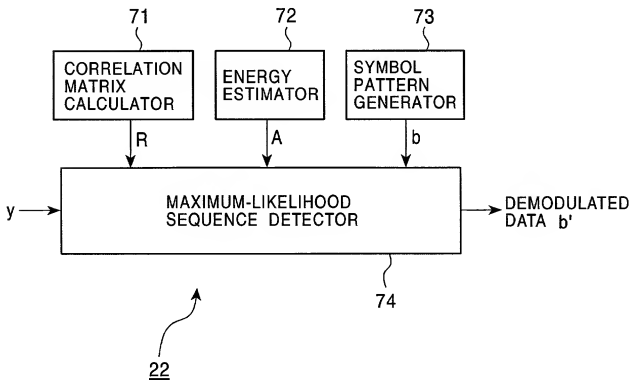 71
72
73
CORRELATION
MATRIX
CALCULATOR
ENERGY
ESTIMATOR
SYMBOL
PATTERN
GENERATOR
R
A
b
y
MAXIMUM-LIKELIHOOD
SEQUENCE DETECTOR
DEMODULATED
DATA b'
74
22